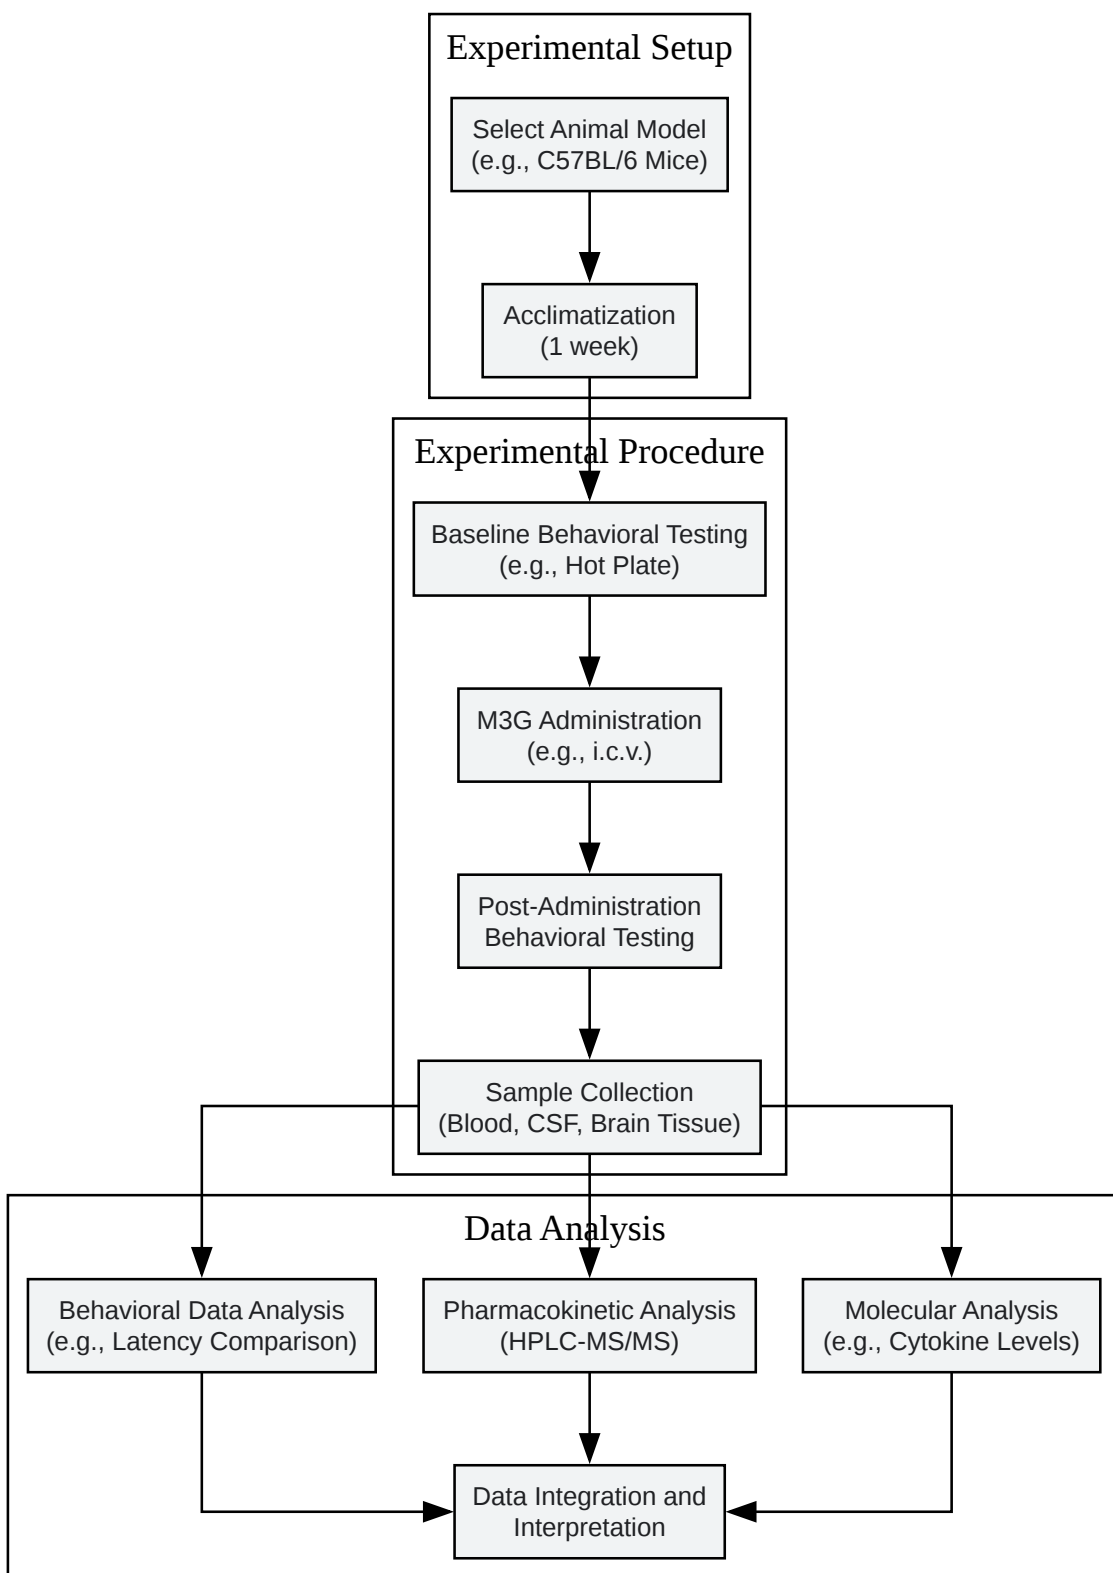 Experimental Setup
Select Animal Model
(e.g., C57BL/6 Mice)
Acclimatization
(1 week)
Experimental Procedure
Baseline Behavioral Testing
(e.g., Hot Plate)
M3G Administration
(e.g., i.c.v.)
Post-Administration
Behavioral Testing
Sample Collection
(Blood, CSF, Brain Tissue)
Data Analysis
Behavioral Data Analysis
(e.g., Latency Comparison)
Pharmacokinetic Analysis
(HPLC-MS/MS)
Molecular Analysis
(e.g., Cytokine Levels)
Data Integration and
Interpretation